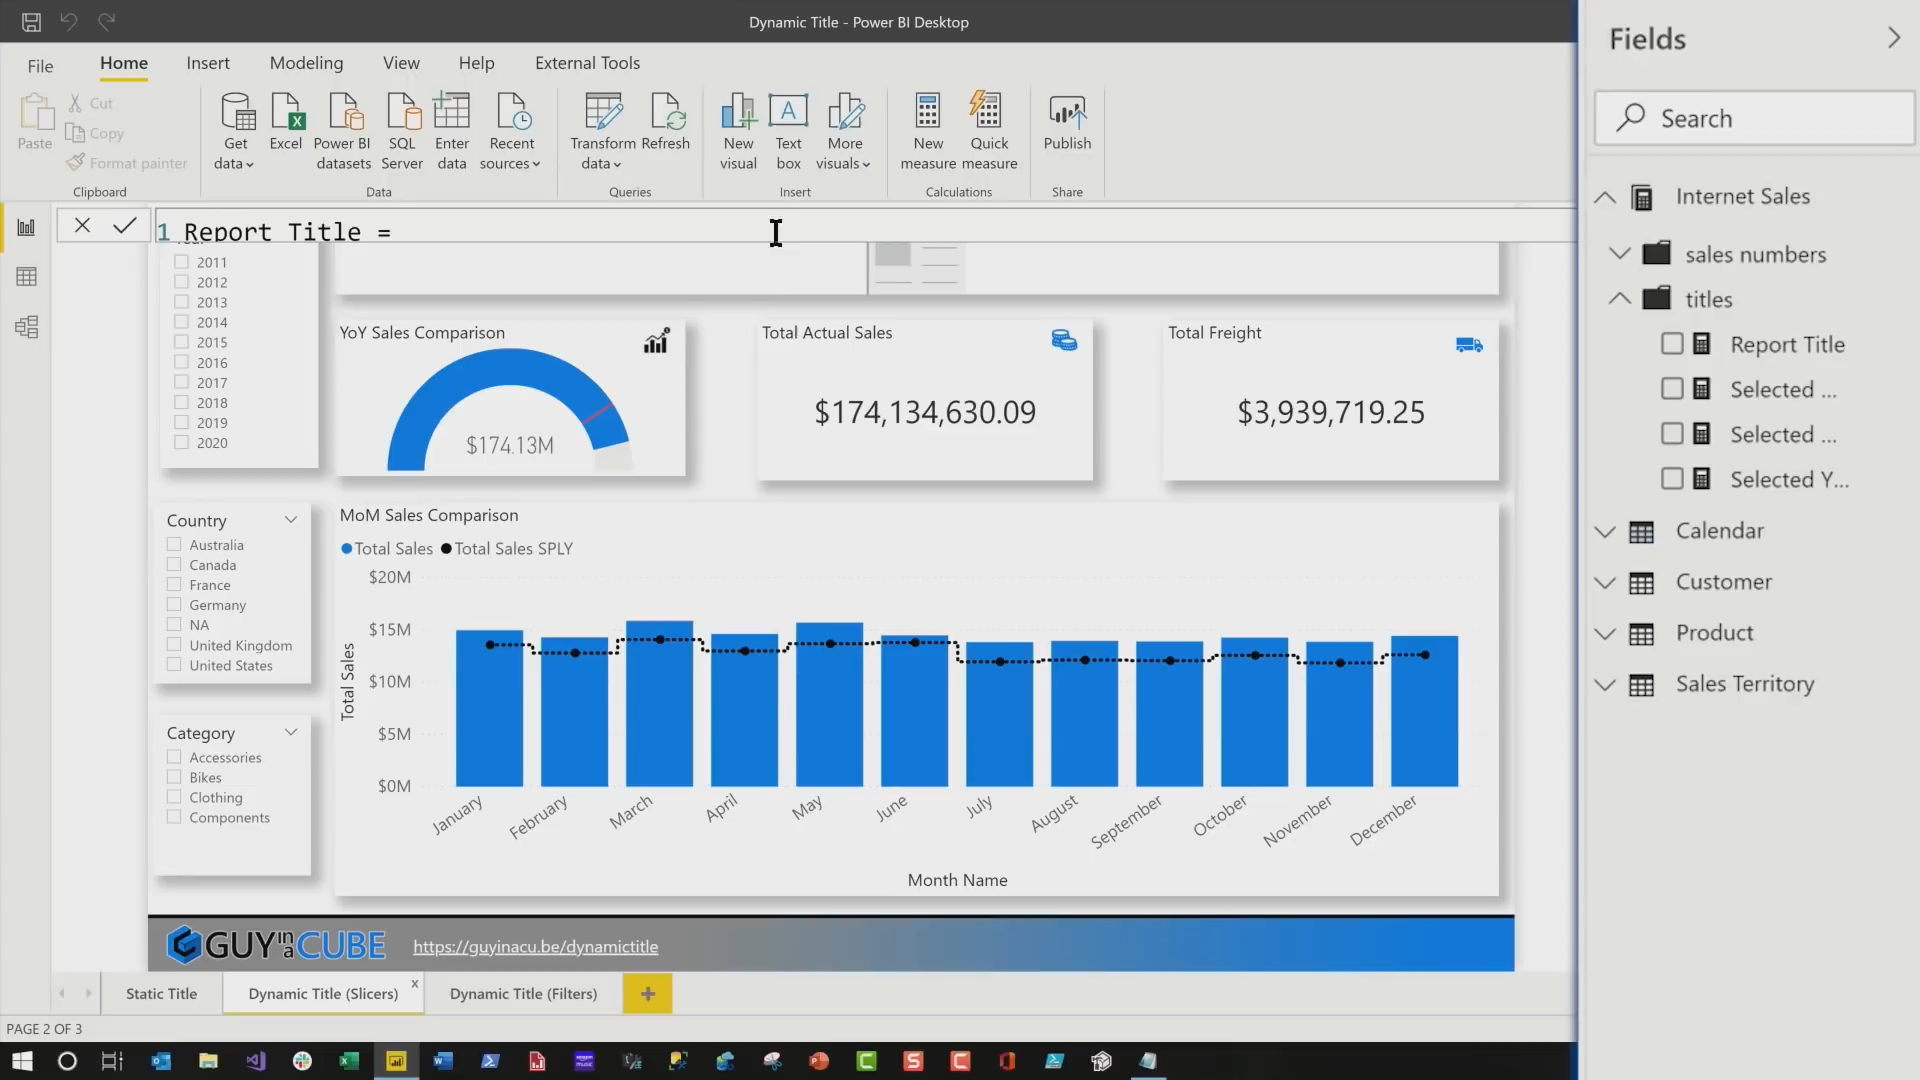 Dynamic Title - Power BI Desktop
File
Home
Insert
Modeling
View
Help
External Tools
Paste
Cut
Copy
Format painter
Clipboard
Get data
Excel
Power BI datasets
SQL Server
Enter data
Recent sources
Data
Transform data
Refresh
Queries
New visual
Text box
More visuals
Insert
New measure
Quick measure
Calculations
Publish
Share
1 Report Title =
2011
2012
2013
2014
2015
2016
2017
2018
2019
2020
YoY Sales Comparison
$174.13M
Total Actual Sales
$174,134,630.09
Total Freight
$3,939,719.25
Country
Australia
Canada
France
Germany
NA
United Kingdom
United States
Category
Accessories
Bikes
Clothing
Components
MoM Sales Comparison
Total Sales
Total Sales SPLY
Total Sales
$20M
$15M
$10M
$5M
$0M
January
February
March
April
May
June
July
August
September
October
November
December
Month Name
GUY in a CUBE
https://guyinacu.be/dynamictitle
Static Title
Dynamic Title (Slicers)
x
Dynamic Title (Filters)
+
PAGE 2 OF 3
Fields
Search
Internet Sales
sales numbers
titles
Report Title
Selected ...
Selected ...
Selected Y...
Calendar
Customer
Product
Sales Territory